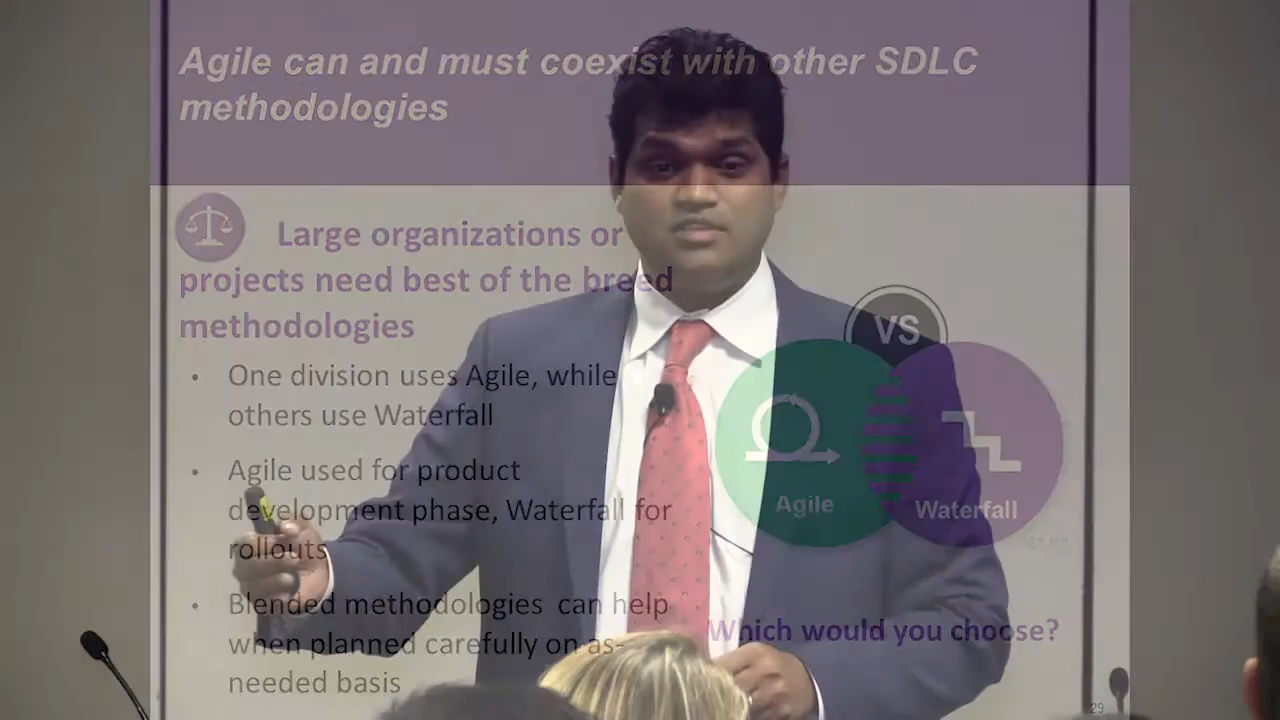 Agile can and must coexist with other SDLC
methodologies
Large organizations or
projects need best of the breed
methodologies
• One division uses Agile, while
others use Waterfall
• Agile used for product
development phase, Waterfall for
rollouts
• Blended methodologies can help
when planned carefully on as-
needed basis
VS
Agile
Waterfall
Which would you choose?
29